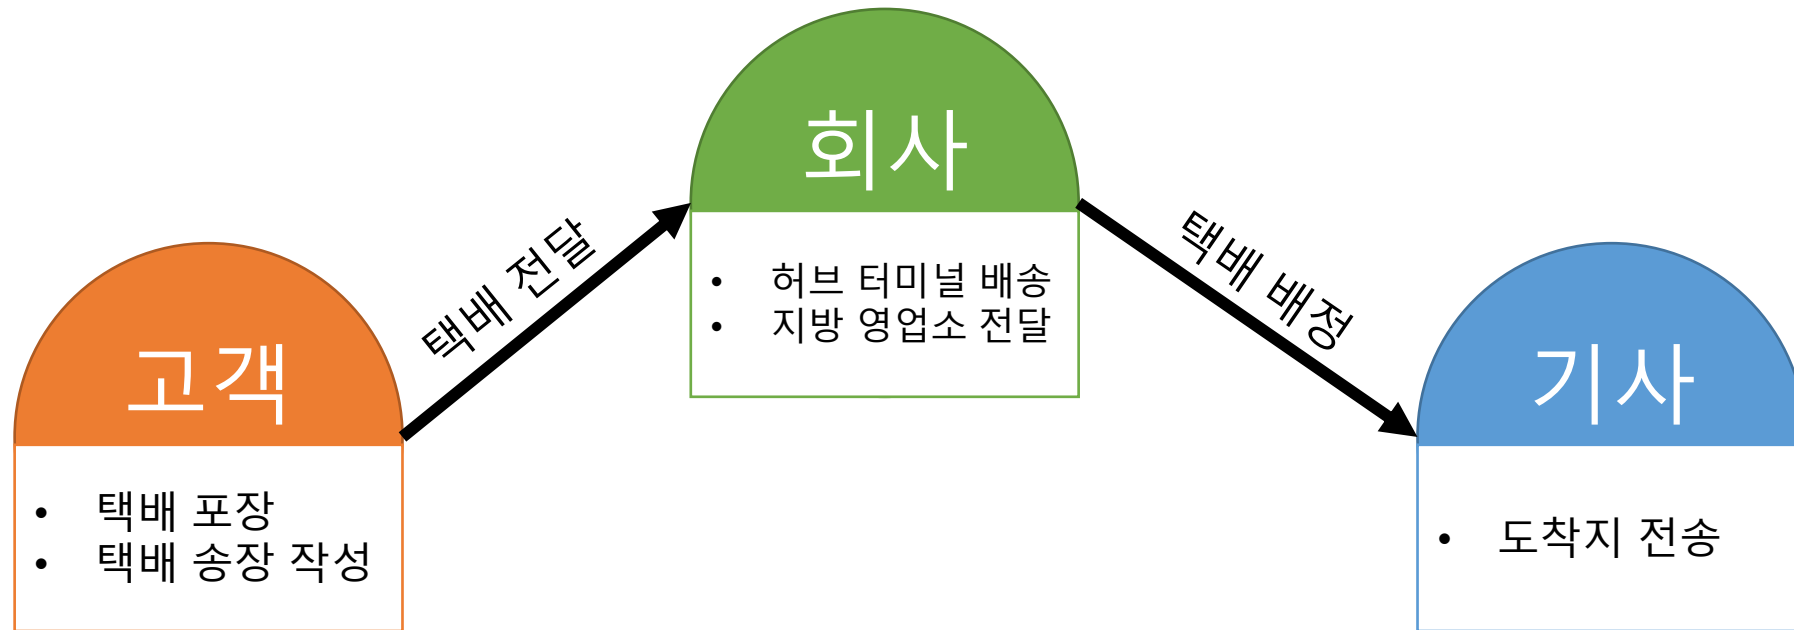 고객
• 택배 포장
• 택배 송장 작성
택배 전달
회사
• 허브 터미널 배송
• 지방 영업소 전달
택배 배정
기사
• 도착지 전송